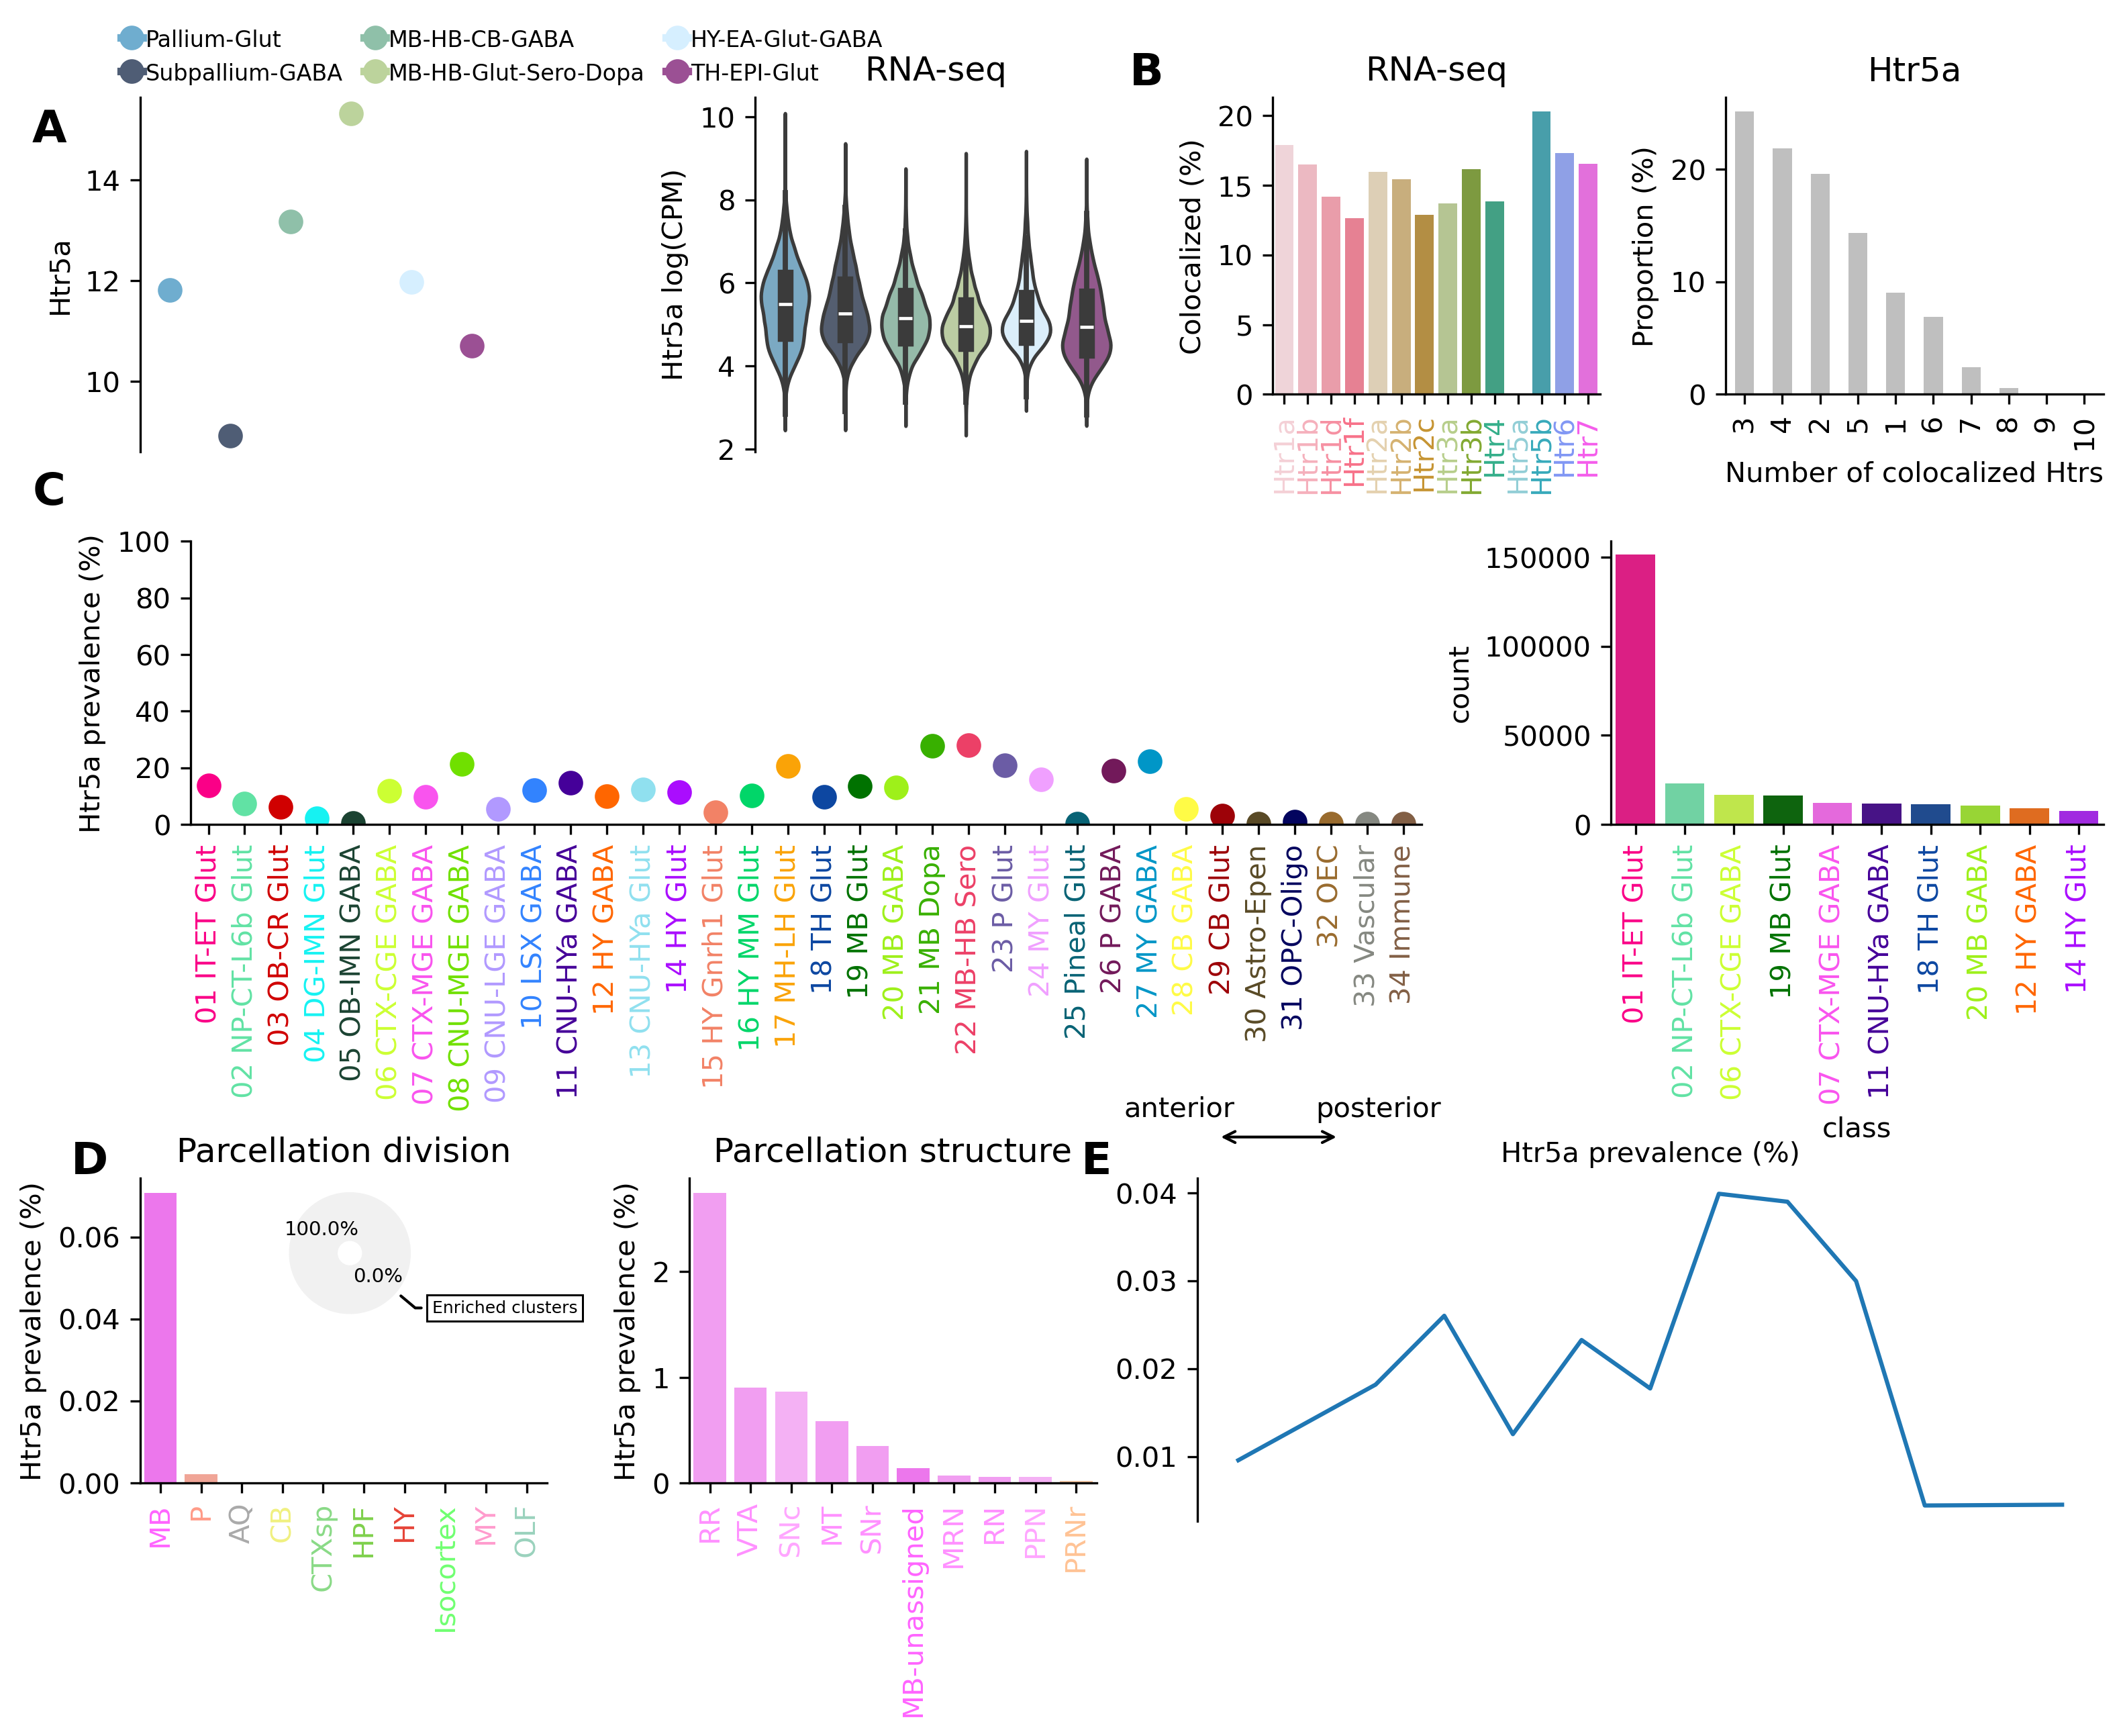 Pallium-Glut
Subpallium-GABA
MB-HB-CB-GABA
MB-HB-Glut-Sero-Dopa
HY-EA-Glut-GABA
TH-EPI-Glut
A
Htr5a
14
12
10
RNA-seq
Htr5a log(CPM)
10
8
6
4
2
B
RNA-seq
Colocalized (%)
20
15
10
5
0
Htr1a
Htr1b
Htr1d
Htr1f
Htr2a
Htr2b
Htr2c
Htr3a
Htr3b
Htr4
Htr5a
Htr5b
Htr6
Htr7
Htr5a
Proportion (%)
20
10
0
3
4
2
5
1
6
7
8
9
10
Number of colocalized Htrs
C
Htr5a prevalence (%)
100
80
60
40
20
0
01 IT-ET Glut
02 NP-CT-L6b Glut
03 OB-CR Glut
04 DG-IMN Glut
05 OB-IMN GABA
06 CTX-CGE GABA
07 CTX-MGE GABA
08 CNU-MGE GABA
09 CNU-LGE GABA
10 LSX GABA
11 CNU-HYa GABA
12 HY GABA
13 CNU-HYa Glut
14 HY Glut
15 HY Gnrh1 Glut
16 HY MM Glut
17 MH-LH Glut
18 TH Glut
19 MB Glut
20 MB GABA
21 MB Dopa
22 MB-HB Sero
23 P Glut
24 MY Glut
25 Pineal Glut
26 P GABA
27 MY GABA
28 CB GABA
29 CB Glut
30 Astro-Epen
31 OPC-Oligo
32 OEC
33 Vascular
34 Immune
count
150000
100000
50000
0
01 IT-ET Glut
02 NP-CT-L6b Glut
06 CTX-CGE GABA
19 MB Glut
07 CTX-MGE GABA
11 CNU-HYa GABA
18 TH Glut
20 MB GABA
12 HY GABA
14 HY Glut
class
D
Parcellation division
Htr5a prevalence (%)
0.06
0.04
0.02
0.00
100.0%
0.0%
Enriched clusters
MB
P
AQ
CB
CTXsp
HPF
HY
Isocortex
MY
OLF
Parcellation structure
Htr5a prevalence (%)
2
1
0
RR
VTA
SNc
MT
SNr
MB-unassigned
MRN
RN
PPN
PRNr
E
anterior
posterior
Htr5a prevalence (%)
0.04
0.03
0.02
0.01